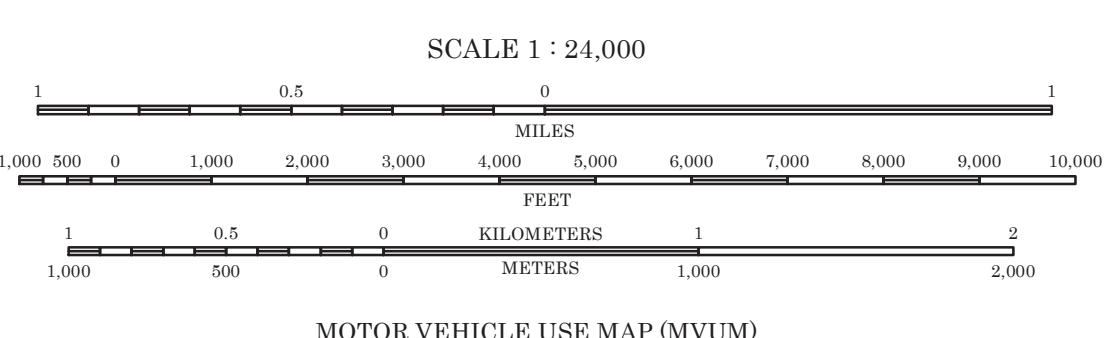 SCALE 1 : 24,000
1 0.5 0 1
MILES
1,000 500 0 1,000 2,000 3,000 4,000 5,000 6,000 7,000 8,000 9,000 10,000
FEET
1 0.5 0 KILOMETERS 1 2
1,000 500 0 METERS 1,000 2,000
MOTOR VEHICLE USE MAP (MVUM)